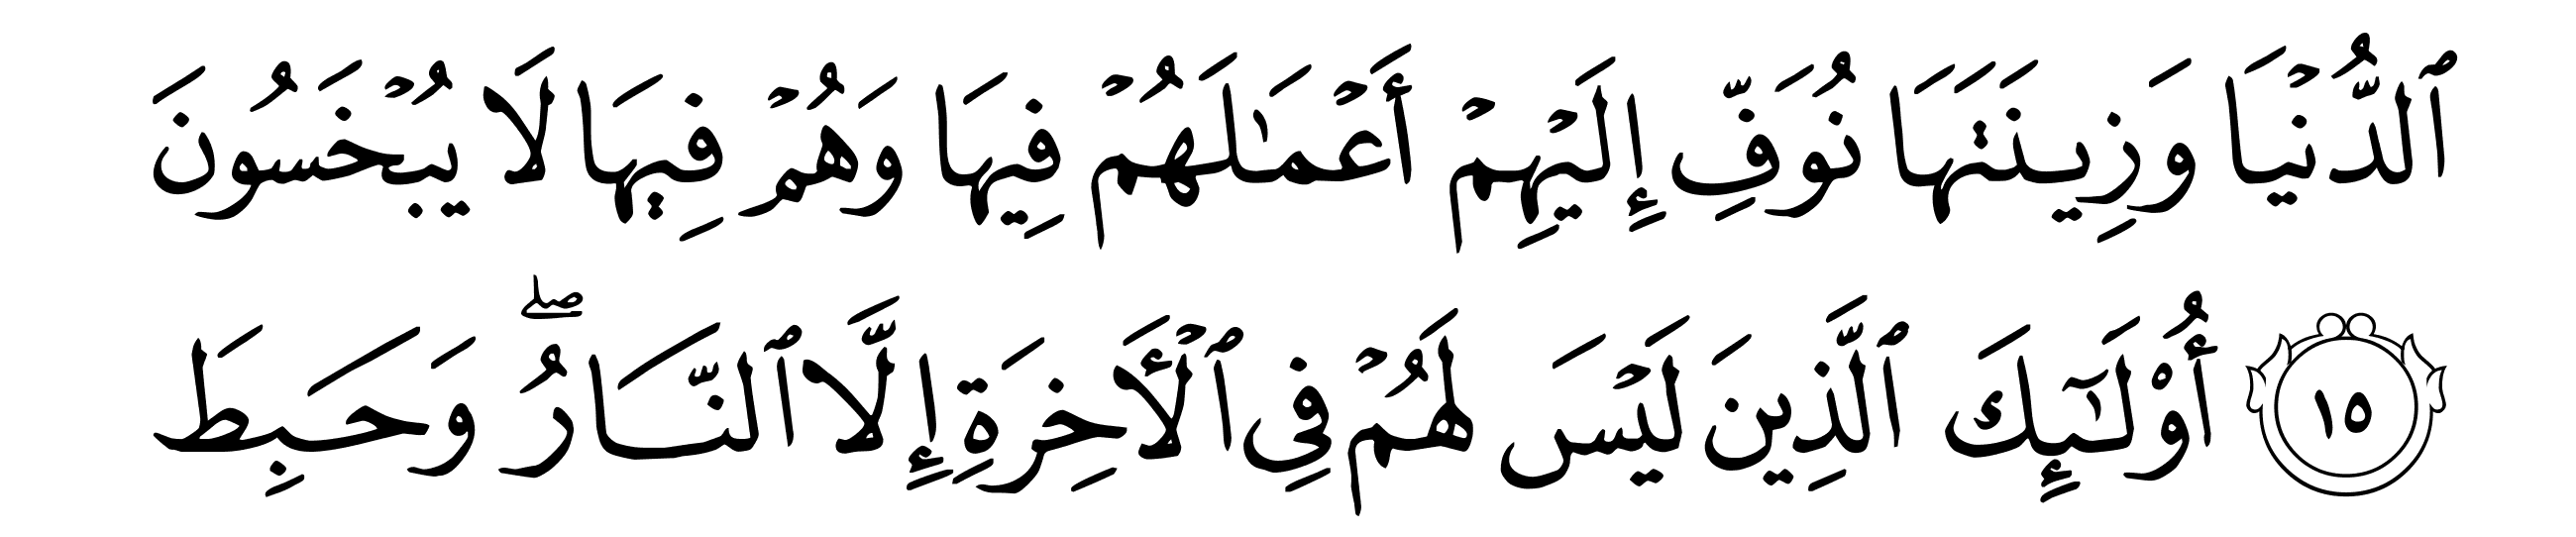 ٱلدُّنۡيَا وَزِينَتَهَا نُوَفِّ إِلَيۡهِمۡ أَعۡمَٰلَهُمۡ فِيهَا وَهُمۡ فِيهَا لَا يُبۡخَسُونَ
١٥ أُوْلَٰٓئِكَ ٱلَّذِينَ لَيۡسَ لَهُمۡ فِي ٱلۡأٓخِرَةِ إِلَّا ٱلنَّارُۖ وَحَبِطَ